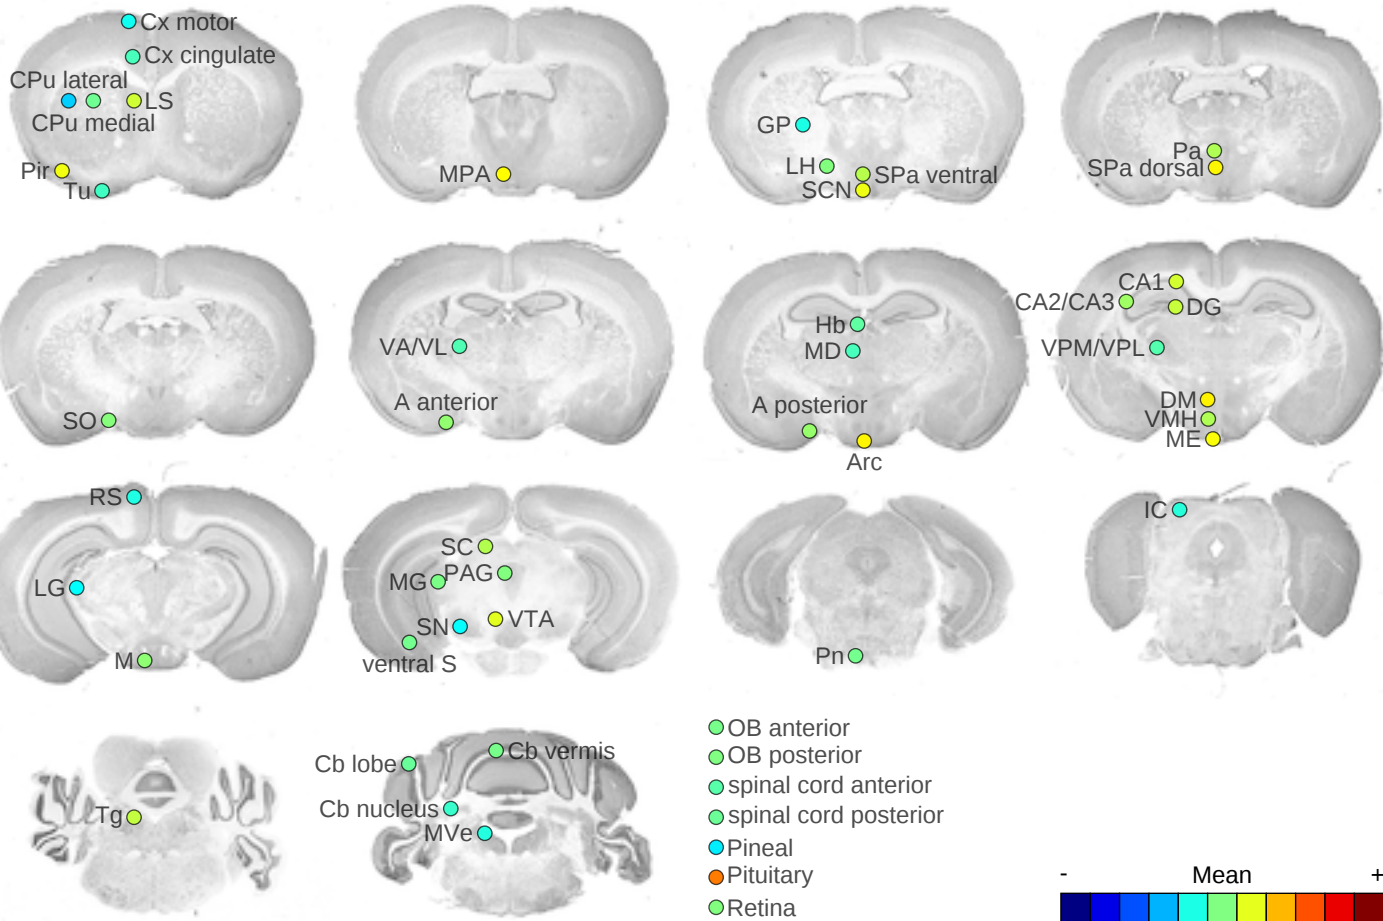 Cx motor
Cx cingulate
CPu lateral
LS
CPu medial
Pir
Tu
MPA
GP
LH
SPa ventral
SCN
Pa
SPa dorsal
SO
VA/VL
A anterior
Hb
MD
A posterior
Arc
CA1
CA2/CA3
DG
VPM/VPL
DM
VMH
ME
RS
LG
M
SC
PAG
MG
SN
VTA
ventral S
Pn
IC
Tg
Cb vermis
Cb lobe
Cb nucleus
MVe
OB anterior
OB posterior
spinal cord anterior
spinal cord posterior
Pineal
Pituitary
Retina
- Mean +